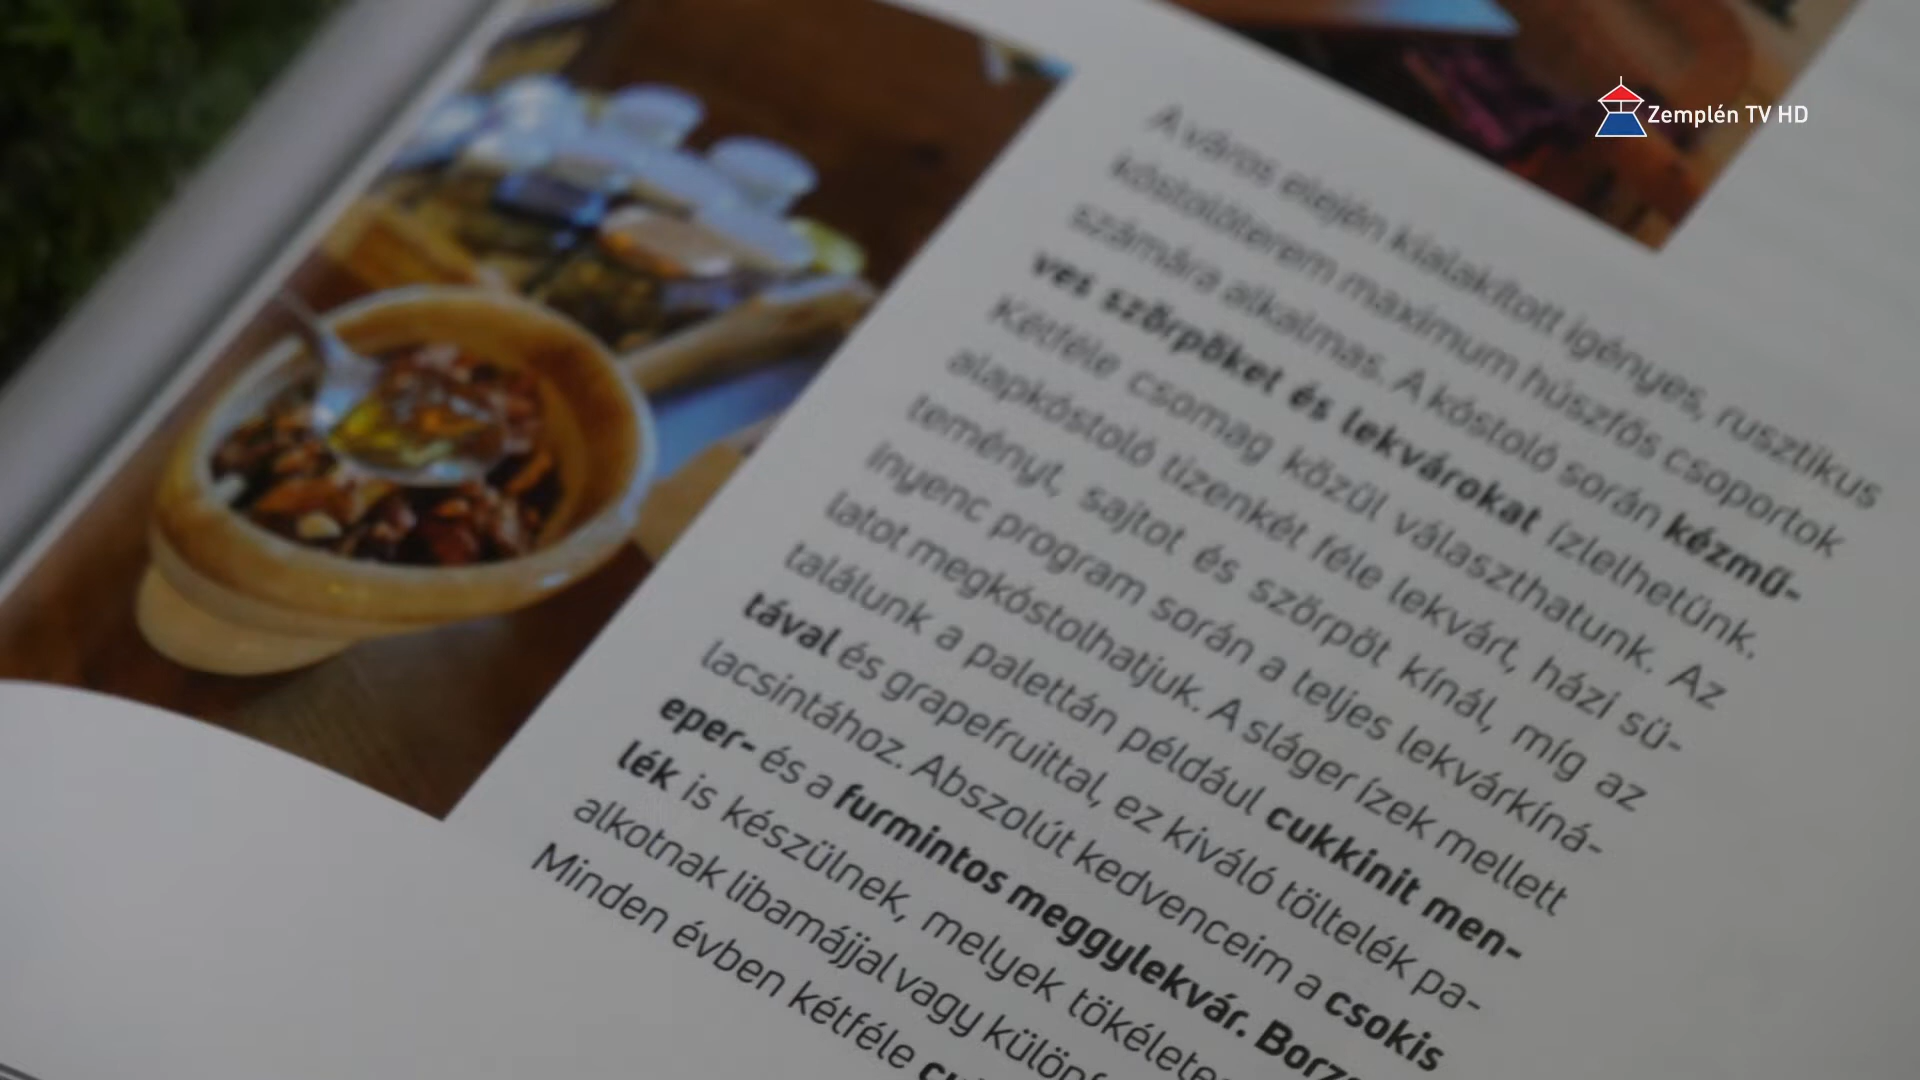 Zemplén TV HD
A város elején kialakított igényes, rusztikus
kóstolóterem maximum húszfős csoportok
számára alkalmas. A kóstoló során kézmű-
ves szörpöket és lekvárokat ízlelhetünk.
Kétféle csomag közül választhatunk. Az
alapkóstoló tizenkét féle lekvárt, házi sü-
teményt, sajtot és szörpöt kínál, míg az
ínyenc program során a teljes lekvárkíná-
latot megkóstolhatjuk. A sláger ízek mellett
találunk a palettán például cukkinit men-
tával és grapefruittal, ez kiváló töltelék pa-
lacsintához. Abszolút kedvenceim a csokis
eper- és a furmintos meggylekvár.
lék is készülnek, melyek
alkotnak libamájjal vagy
Minden évben kétféle